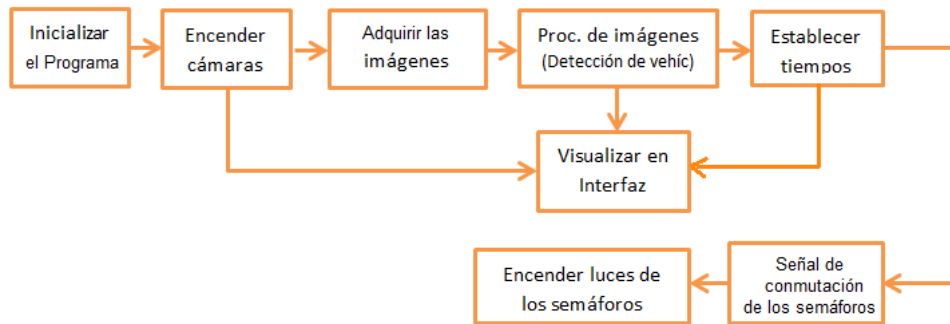 Inicializar
el Programa
Encender
cámaras
Adquirir las
imágenes
Proc. de imágenes
(Detección de vehíc)
Establecer
tiempos
Visualizar en
Interfaz
Encender luces de
los semáforos
Señal de
conmutación
de los semáforos